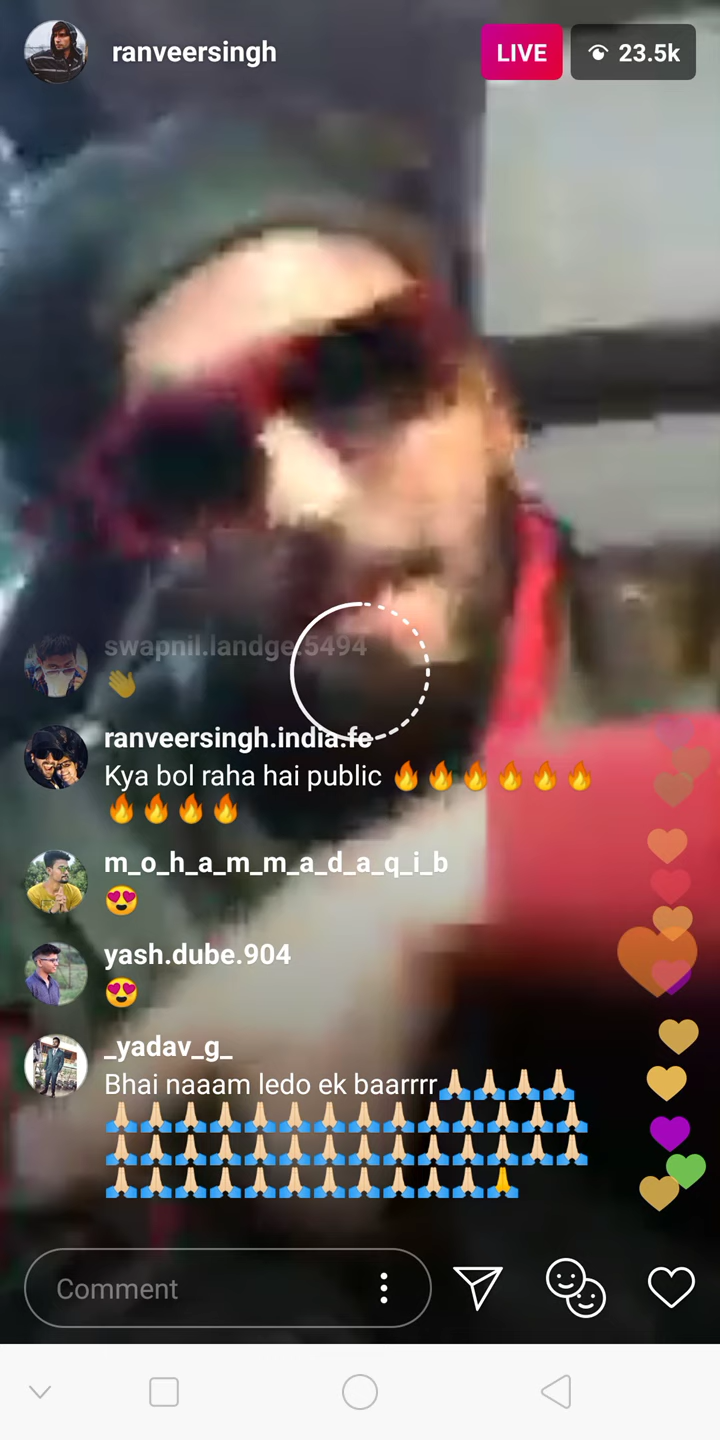 ranveersingh
LIVE
23.5k
swapnil.landge.5494
👋
ranveersingh.india.fc
Kya bol raha hai public 🔥🔥🔥🔥🔥🔥
🔥🔥🔥🔥
m_o_h_a_m_m_a_d_a_q_i_b
😍
yash.dube.904
😍
_yadav_g_
Bhai naaam ledo ek baarrrr🙏🏻🙏🏻🙏🏻🙏🏻
🙏🏻🙏🏻🙏🏻🙏🏻🙏🏻🙏🏻🙏🏻🙏🏻🙏🏻🙏🏻🙏🏻🙏🏻🙏🏻🙏🏻
🙏🏻🙏🏻🙏🏻🙏🏻🙏🏻🙏🏻🙏🏻🙏🏻🙏🏻🙏🏻🙏🏻🙏🏻🙏🏻🙏🏻
🙏🏻🙏🏻🙏🏻🙏🏻🙏🏻🙏🏻🙏🏻🙏🏻🙏🏻🙏🏻🙏🏻🙏
Comment